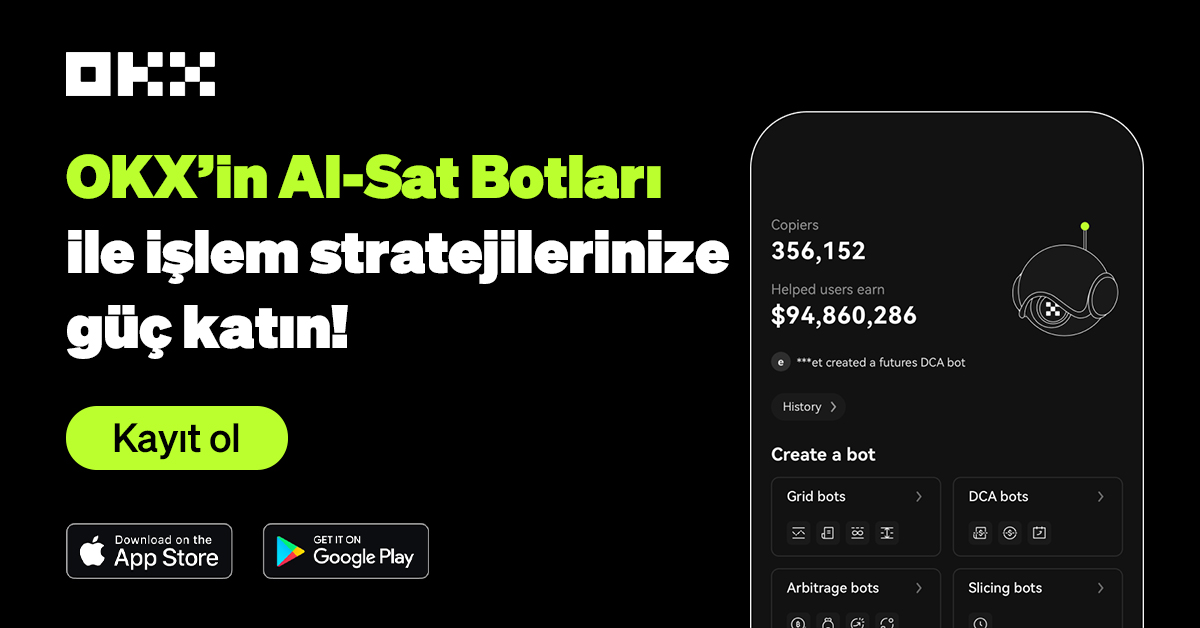 OKX
OKX’in Al-Sat Botları
ile işlem stratejilerinize
güç katın!
Kayıt ol
Download on the
App Store
GET IT ON
Google Play
Copiers
356,152
Helped users earn
$94,860,286
e ***et created a futures DCA bot
History
Create a bot
Grid bots
DCA bots
Arbitrage bots
Slicing bots